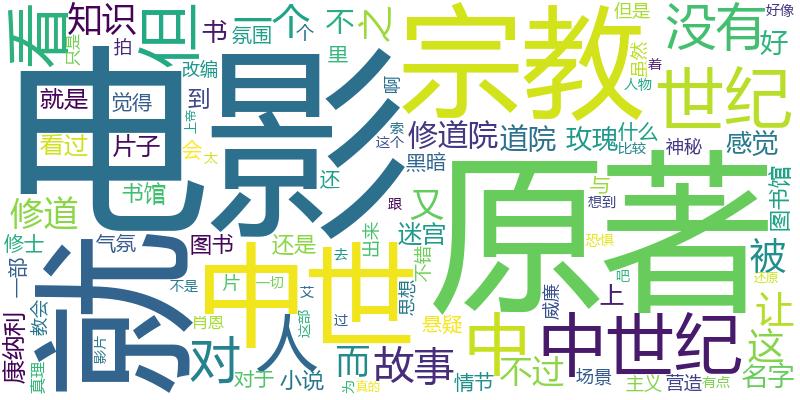 看
知识
但
一个
书
氛围
个
不
里
之
宗教
但是
没有
好像
好
只是
拍
改编
就是
觉得
到
电影
啊
虽然
着
人物
世纪
看过
片子
上帝
会
太
修道院
道院
玫瑰
什么
比较
索
这个
黑暗
神秘
感觉
书馆
还
原著
与
想到
图书馆
修道
跟
又
修士
气氛
图书
还是
迷宫
出来
恐惧
被
一部
就
不是
片
一切
中世
去
思想
不错
吧
还原
教会
康纳利
肖恩
艾
这部
过
悬疑
中
威廉
上
让
影片
对
人
而
故事
不过
中世纪
这
真理
对于
小说
为
真的
情节
场景
主义
营造
有点
名字